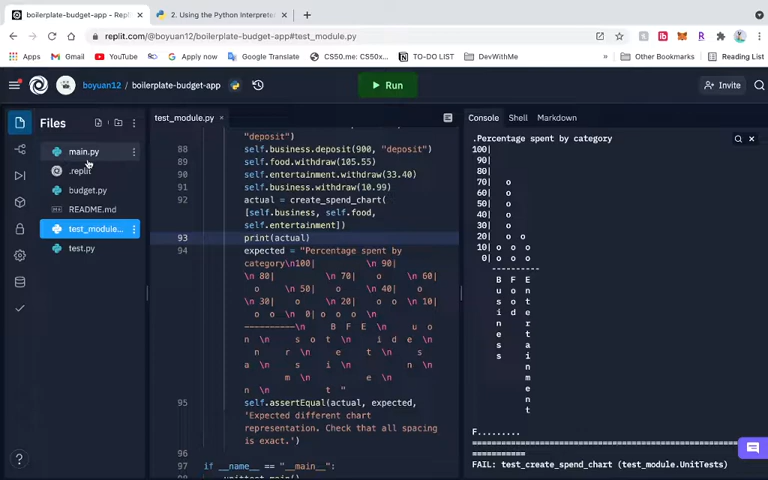 boilerplate-budget-app - Repl
2. Using the Python Interpreter
replit.com/@boyuan12/boilerplate-budget-app#test_module.py
Apps
Gmail
YouTube
Apply now
Google Translate
CS50.me: CS50x...
TO-DO LIST
DevWithMe
Other Bookmarks
Reading List
boyuan12 / boilerplate-budget-app
Run
Invite
Files
main.py
.replit
budget.py
README.md
test_module...
test.py
test_module.py
"deposit")
88 self.business.deposit(900, "deposit")
89 self.food.withdraw(105.55)
90 self.entertainment.withdraw(33.40)
91 self.business.withdraw(10.99)
92 actual = create_spend_chart(
[self.business, self.food,
self.entertainment])
93 print(actual)
94 expected = "Percentage spent by
category\n100| \n 90|
\n 80| \n 70| o \n 60|
o \n 50| o \n 40| o
\n 30| o \n 20| o o \n 10|
o o \n 0| o o o \n
----------\n B F E \n u o
n \n s o t \n i d e \n
n r \n e t \n s
a \n s i \n n
m \n e \n
n \n t "
95 self.assertEqual(actual, expected,
'Expected different chart
representation. Check that all spacing
is exact.')
96
97 if __name__ == "__main__":
unittest.main()
Console
Shell
Markdown
.Percentage spent by category
100|
90|
80|
70| o
60| o
50| o
40| o
30| o
20| o o
10| o o o
0| o o o
----------
B F E
u o n
s o t
i d e
n r
e t
s a
s i
n
m
e
n
t
F.........
======================================================================
FAIL: test_create_spend_chart (test_module.UnitTests)